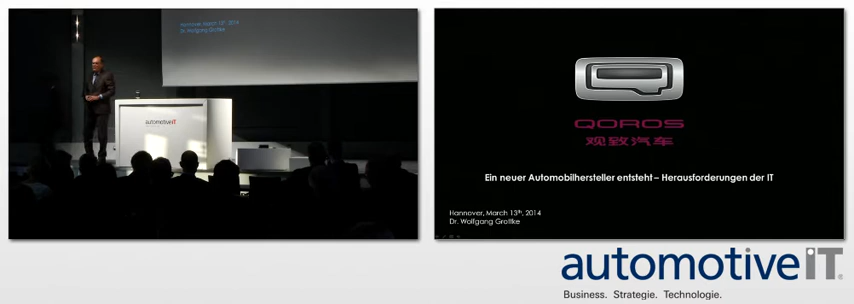 Hannover, March 13th, 2014
Dr. Wolfgang Grottke
automotiveIT
QOROS
观致汽车
Ein neuer Automobilhersteller entsteht – Herausforderungen der IT
Hannover, March 13th, 2014
Dr. Wolfgang Grottke
automotiveIT
Business. Strategie. Technologie.